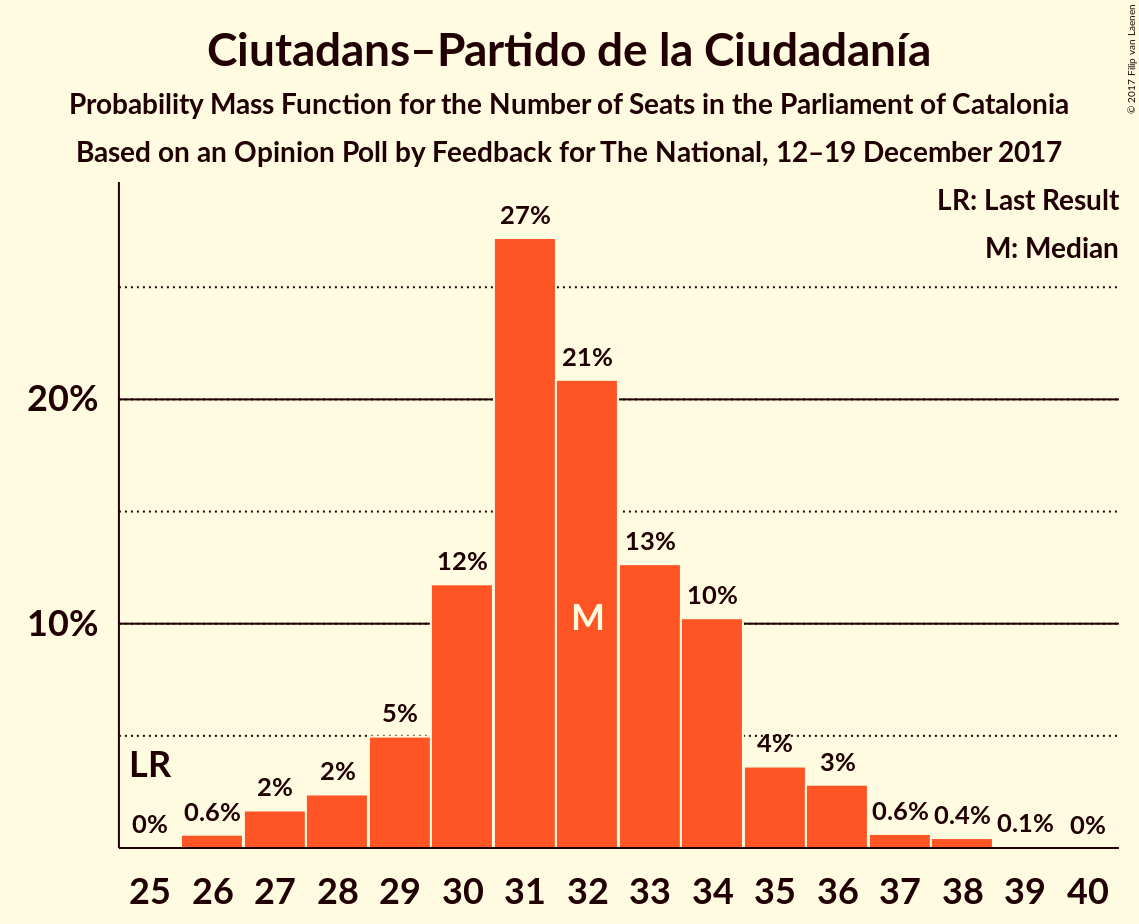 Ciutadans–Partido de la Ciudadanía
Probability Mass Function for the Number of Seats in the Parliament of Catalonia
Based on an Opinion Poll by Feedback for The National, 12–19 December 2017
© 2017 Filip van Laenen
LR: Last Result
M: Median
27%
21%
20%
13%
12%
10%
M
10%
5%
4%
LR
3%
2%
2%
0.6%
0.6%
0.4%
0.1%
0%
0%
25 26 27 28 29 30 31 32 33 34 35 36 37 38 39 40